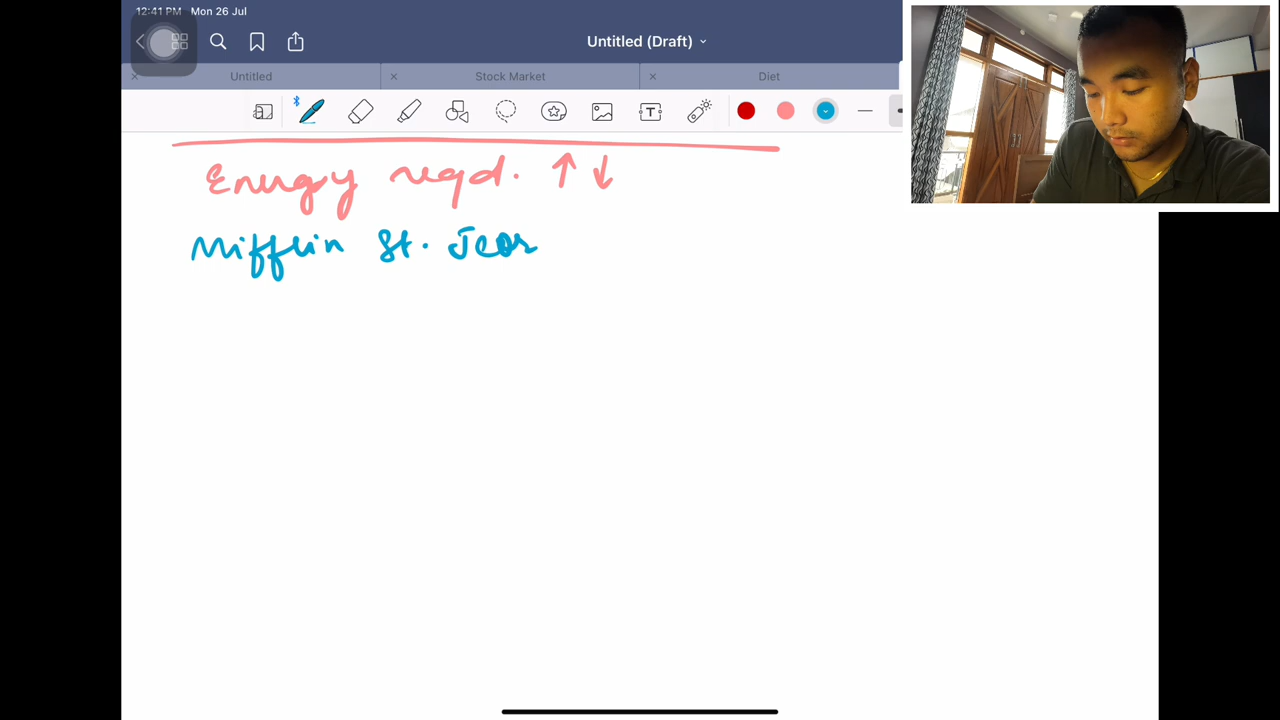 12:41 PM Mon 26 Jul
Untitled (Draft)
Untitled Stock Market Diet
Energy reqd. ↑ ↓
Mifflin St. Jeor